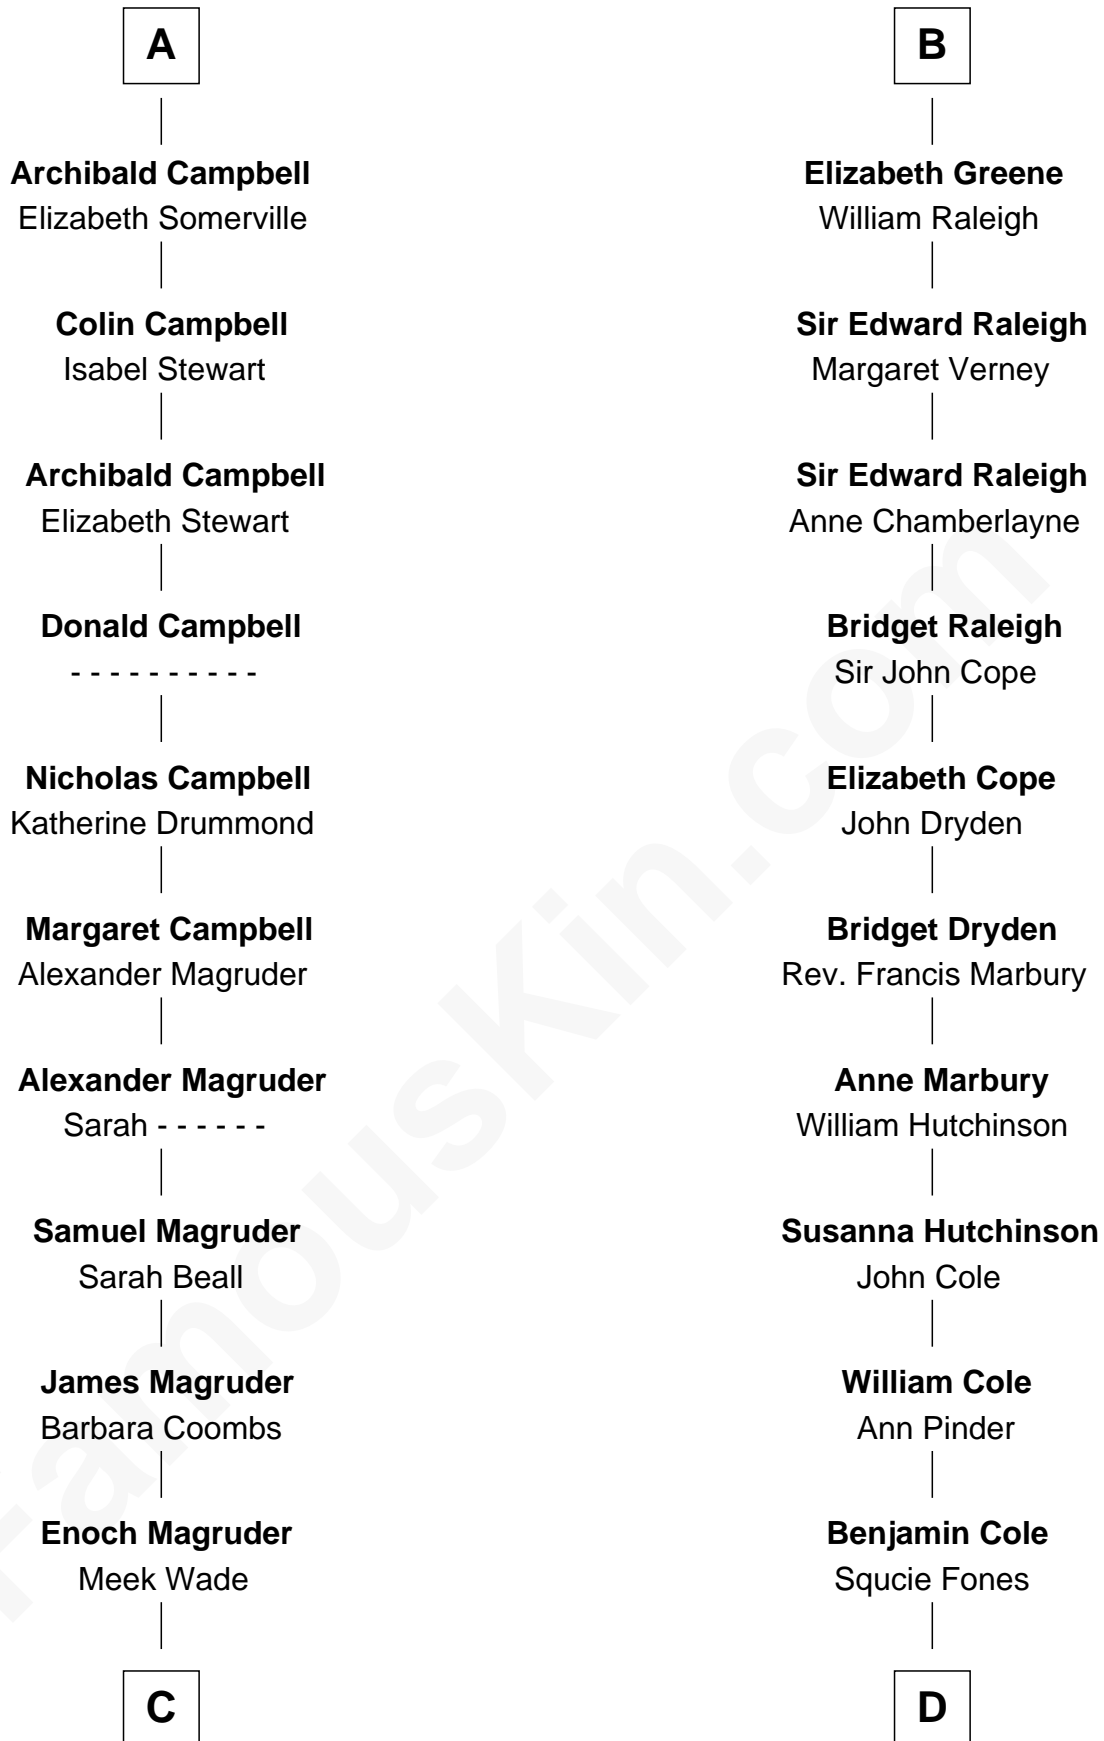 A
Archibald Campbell
Elizabeth Somerville
Colin Campbell
Isabel Stewart
Archibald Campbell
Elizabeth Stewart
Donald Campbell
- - - - - - - - - -
Nicholas Campbell
Katherine Drummond
Margaret Campbell
Alexander Magruder
Alexander Magruder
Sarah - - - - - -
Samuel Magruder
Sarah Beall
James Magruder
Barbara Coombs
Enoch Magruder
Meek Wade
C
B
Elizabeth Greene
William Raleigh
Sir Edward Raleigh
Margaret Verney
Sir Edward Raleigh
Anne Chamberlayne
Bridget Raleigh
Sir John Cope
Elizabeth Cope
John Dryden
Bridget Dryden
Rev. Francis Marbury
Anne Marbury
William Hutchinson
Susanna Hutchinson
John Cole
William Cole
Ann Pinder
Benjamin Cole
Squcie Fones
D
FamousKin.com